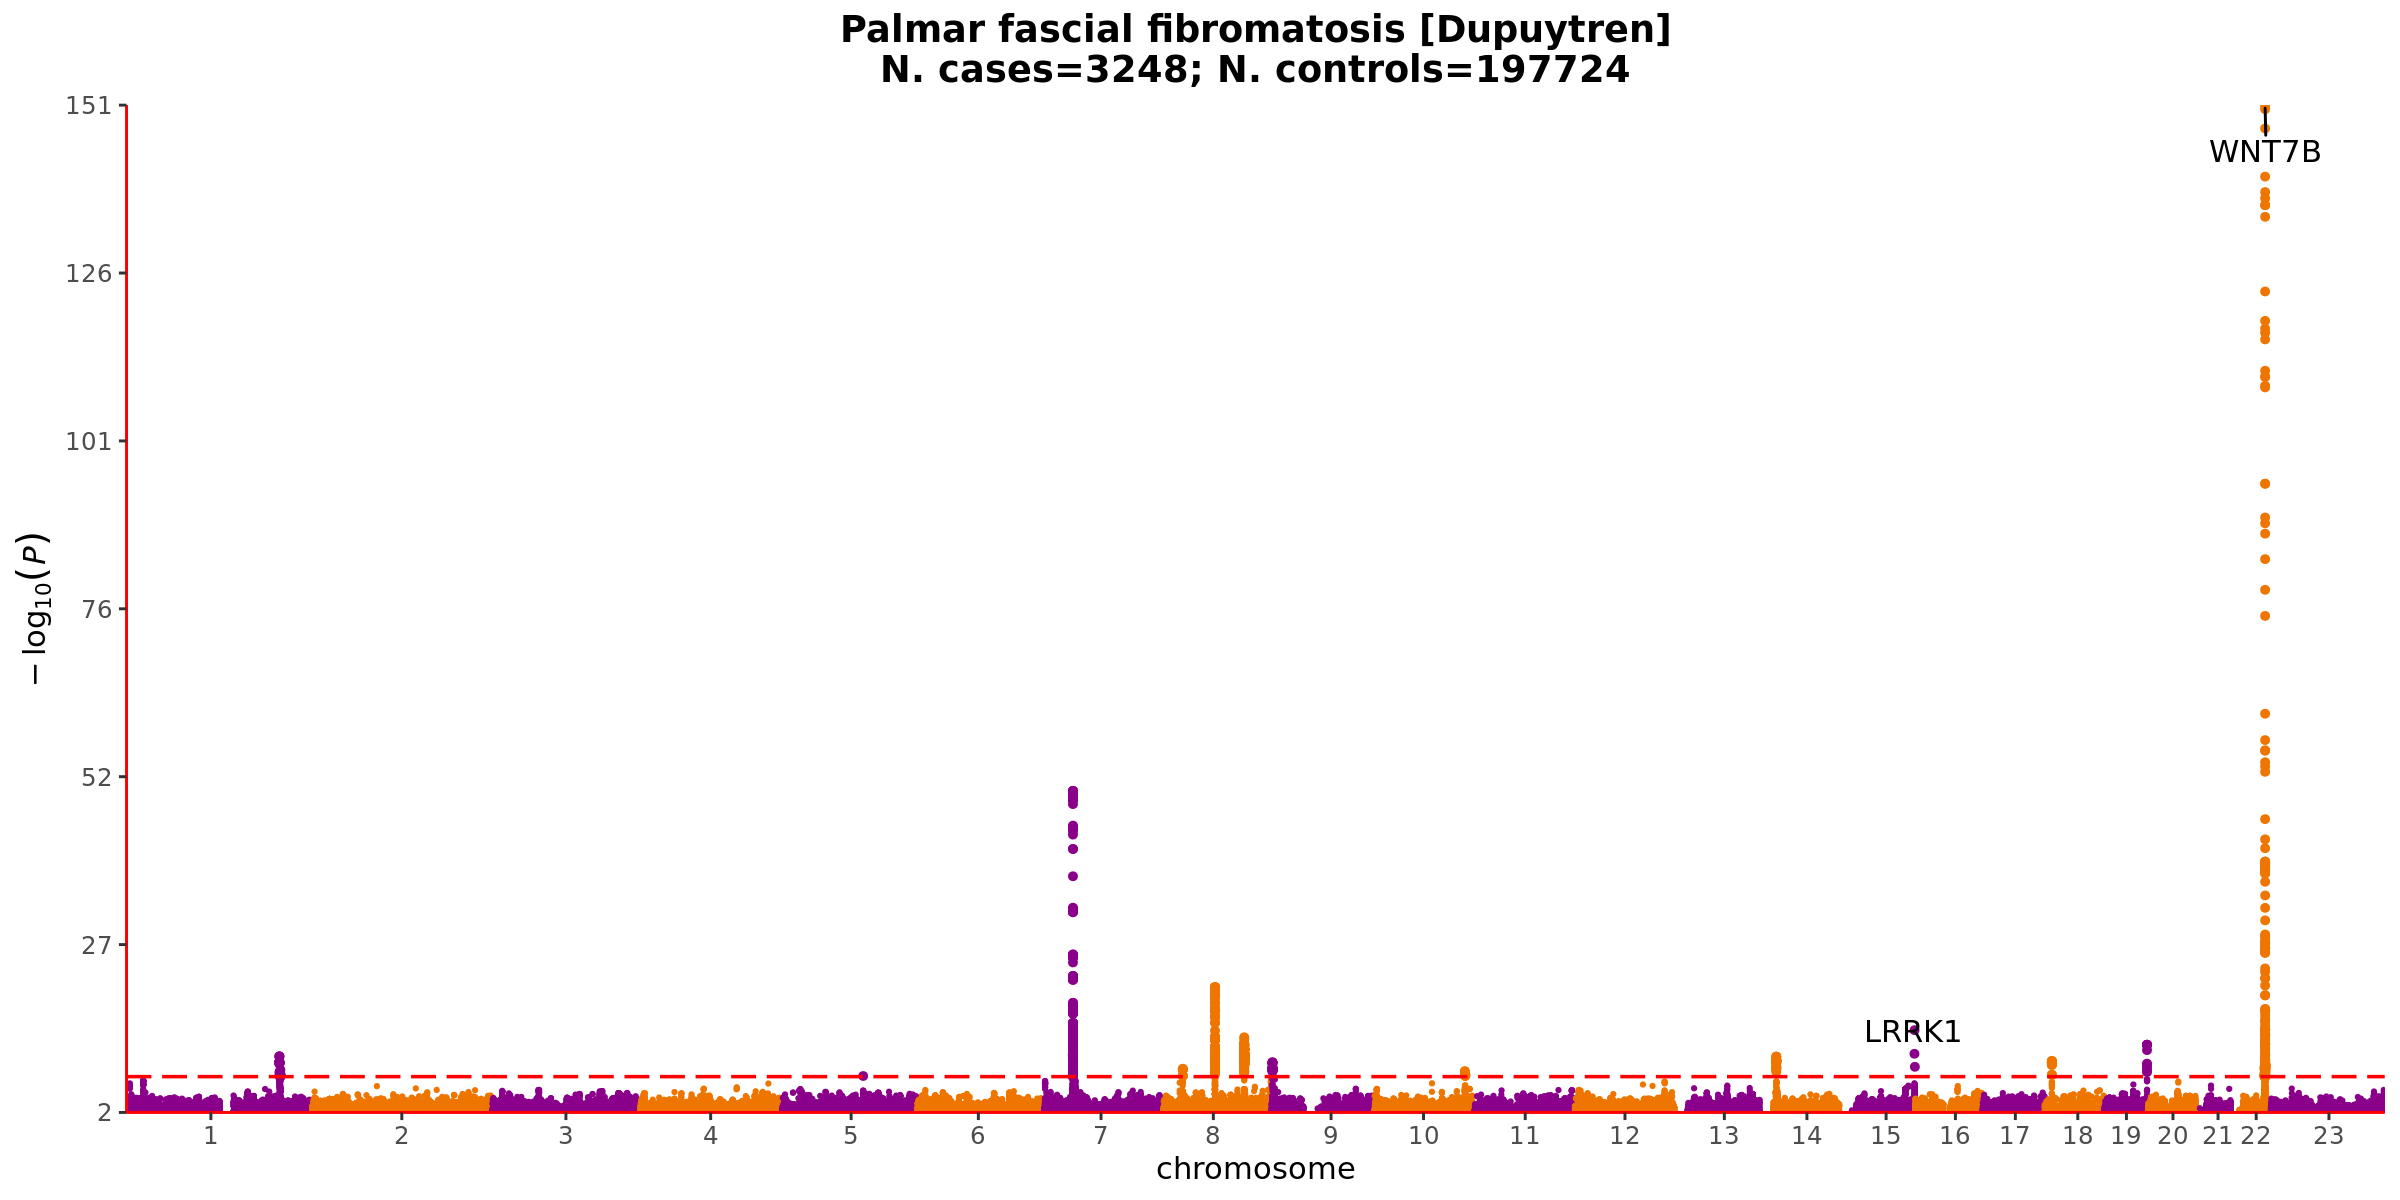 Palmar fascial fibromatosis [Dupuytren]
N. cases=3248; N. controls=197724
151
126
101
76
52
27
2
−log10(P)
WNT7B
LRRK1
1 2 3 4 5 6 7 8 9 10 11 12 13 14 15 16 17 18 19 20 21 22 23
chromosome